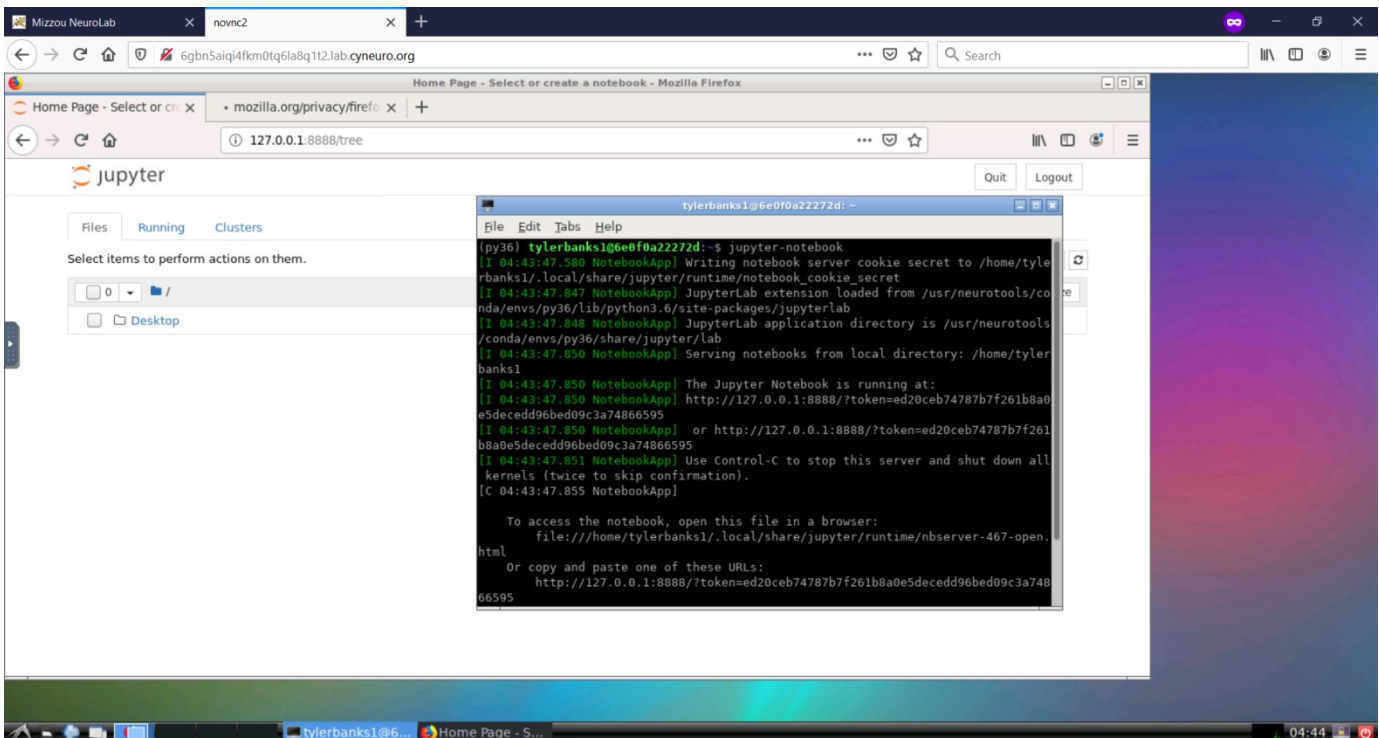 Mizzou NeuroLab
novnc2
6gbn5aiqi4fkm0tq6la8q1t2.lab.cyneuro.org
Search
Home Page - Select or create a notebook - Mozilla Firefox
Home Page - Select or cr
• mozilla.org/privacy/firefo
127.0.0.1:8888/tree
jupyter
Quit
Logout
tylerbanks1@6e0f0a22272d: ~
File Edit Tabs Help
Files
Running
Clusters
Select items to perform actions on them.
0
/
Desktop
(py36) tylerbanks1@6e0f0a22272d:~$ jupyter-notebook
[I 04:43:47.580 NotebookApp] Writing notebook server cookie secret to /home/tyle
rbanks1/.local/share/jupyter/runtime/notebook_cookie_secret
[I 04:43:47.847 NotebookApp] JupyterLab extension loaded from /usr/neurotools/co
nda/envs/py36/lib/python3.6/site-packages/jupyterlab
[I 04:43:47.848 NotebookApp] JupyterLab application directory is /usr/neurotools
/conda/envs/py36/share/jupyter/lab
[I 04:43:47.850 NotebookApp] Serving notebooks from local directory: /home/tyler
banks1
[I 04:43:47.850 NotebookApp] The Jupyter Notebook is running at:
[I 04:43:47.850 NotebookApp] http://127.0.0.1:8888/?token=ed20ceb74787b7f261b8a0
e5decedd96bed09c3a74866595
[I 04:43:47.850 NotebookApp]  or http://127.0.0.1:8888/?token=ed20ceb74787b7f261
b8a0e5decedd96bed09c3a74866595
[I 04:43:47.851 NotebookApp] Use Control-C to stop this server and shut down all
kernels (twice to skip confirmation).
[C 04:43:47.855 NotebookApp]
To access the notebook, open this file in a browser:
file:///home/tylerbanks1/.local/share/jupyter/runtime/nbserver-467-open.
html
Or copy and paste one of these URLs:
http://127.0.0.1:8888/?token=ed20ceb74787b7f261b8a0e5decedd96bed09c3a748
66595
tylerbanks1@6...
Home Page - S...
04:44